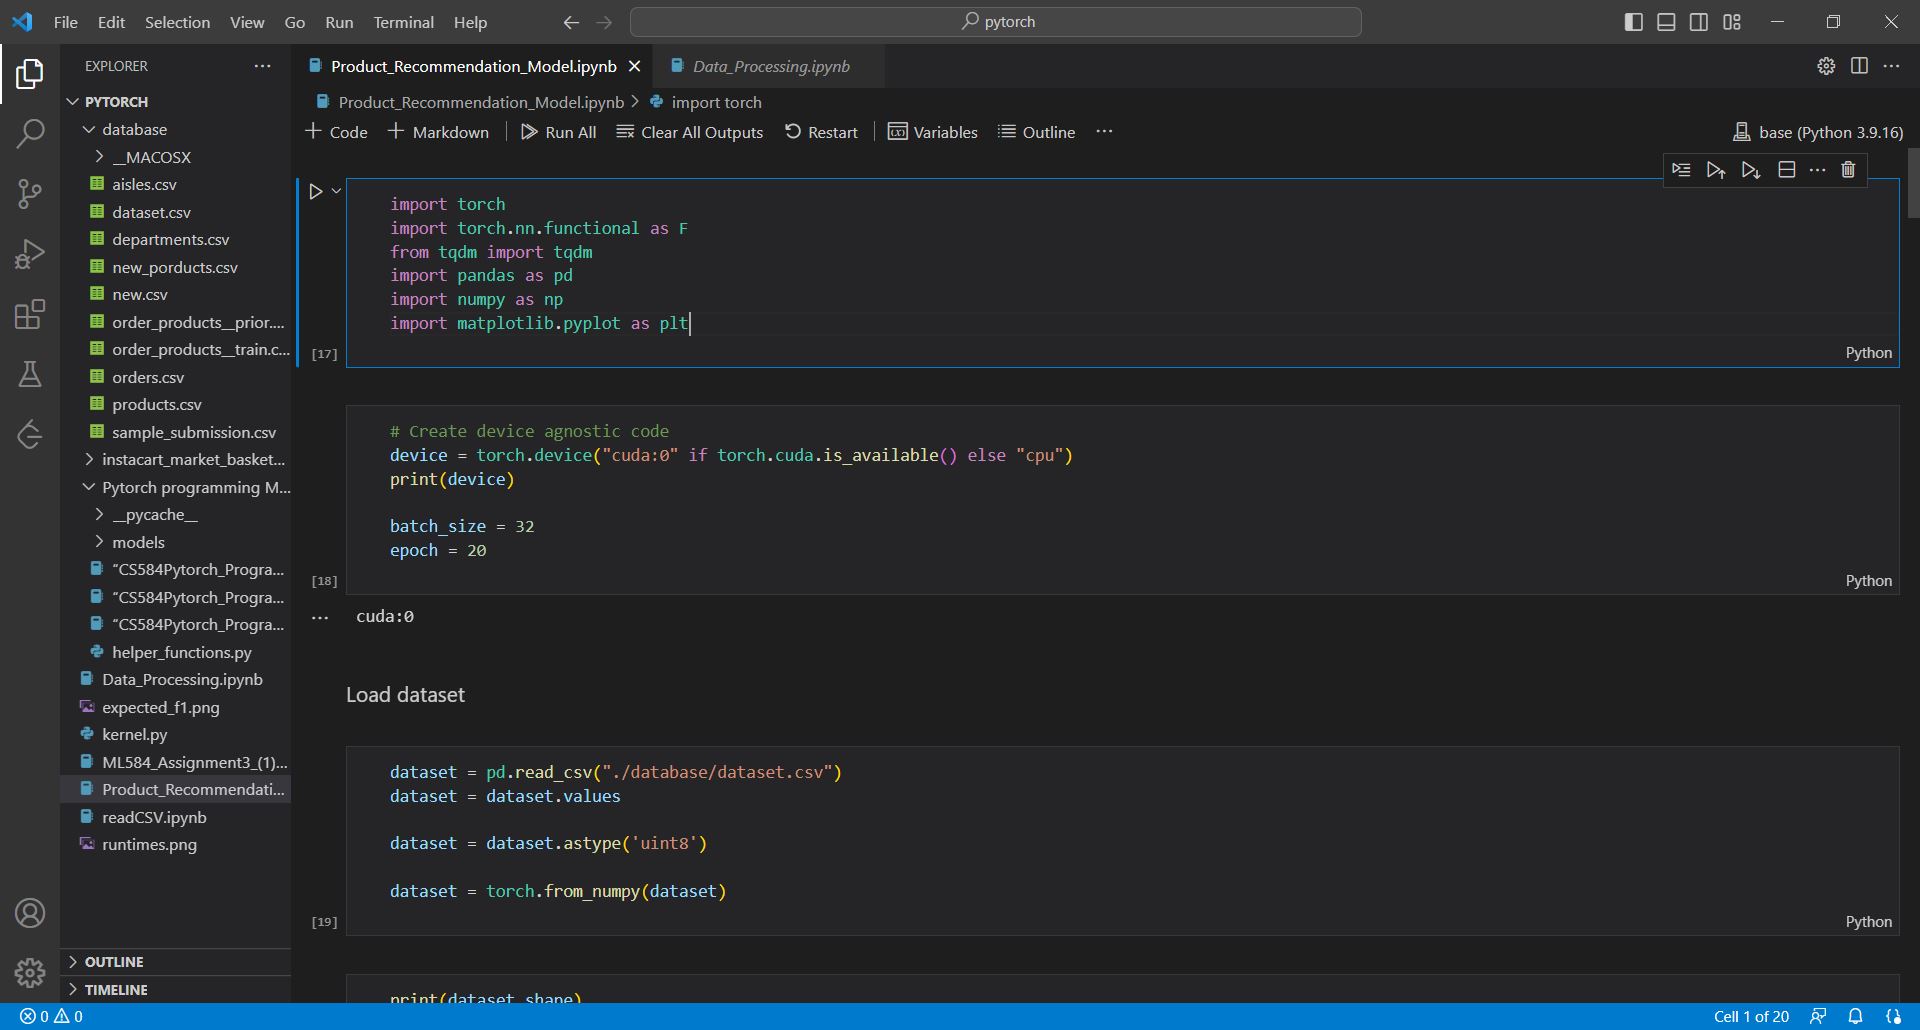 File Edit Selection View Go Run Terminal Help
pytorch
EXPLORER
PYTORCH
database
__MACOSX
aisles.csv
dataset.csv
departments.csv
new_porducts.csv
new.csv
order_products__prior....
order_products__train.c...
orders.csv
products.csv
sample_submission.csv
instacart_market_basket...
Pytorch programming M...
__pycache__
models
"CS584Pytorch_Progra...
"CS584Pytorch_Progra...
"CS584Pytorch_Progra...
helper_functions.py
Data_Processing.ipynb
expected_f1.png
kernel.py
ML584_Assignment3_(1)...
Product_Recommendati...
readCSV.ipynb
runtimes.png
OUTLINE
TIMELINE
Product_Recommendation_Model.ipynb
Data_Processing.ipynb
Product_Recommendation_Model.ipynb > import torch
+ Code + Markdown Run All Clear All Outputs Restart Variables Outline ...
base (Python 3.9.16)
import torch
import torch.nn.functional as F
from tqdm import tqdm
import pandas as pd
import numpy as np
import matplotlib.pyplot as plt
[17]
Python
# Create device agnostic code
device = torch.device("cuda:0" if torch.cuda.is_available() else "cpu")
print(device)
batch_size = 32
epoch = 20
[18]
Python
... cuda:0
Load dataset
dataset = pd.read_csv("./database/dataset.csv")
dataset = dataset.values
dataset = dataset.astype('uint8')
dataset = torch.from_numpy(dataset)
[19]
Python
print(dataset.shape)
0 0
Cell 1 of 20